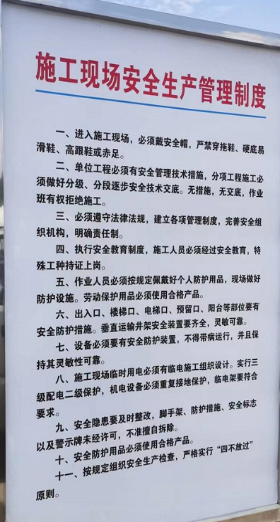 施工现场安全生产管理制度
一、进入施工现场，必须戴安全帽，严禁穿拖鞋、硬底易
滑鞋、高跟鞋或赤足。
二、单位工程必须有安全管理技术措施，分项工程施工必
须做好分级、分段逐步安全技术交底。无措施，无交底，作业
班有权拒绝施工。
三、必须遵守法律法规，建立各项管理制度，完善安全组
织机构，明确责任制。
四、执行安全教育制度，施工人员必须经过安全教育，特
殊工种持证上岗。
五、作业人员必须按规定佩戴好个人防护用品，现场做好
防护设施。劳动保护用品必须使用合格产品。
六、出入口、楼梯口、电梯口、预留口、阳台等部位要有
安全防护措施。垂直运输井架安全装置要齐全，灵敏可靠。
七、设备必须要有安全防护装置，不得带病运行，并且保
持其灵敏性可靠。
八、施工现场临时用电必须有临电施工组织设计。实行三
级配电二级保护，机电设备必须重复接地保护，临电架要符合
要求。
九、安全隐患要及时整改，脚手架、防护措施、安全标志
以及警示牌未经许可，不准擅自拆除。
十、安全防护用品必须使用合格产品。
十一、按规定组织安全生产检查，严格实行“四不放过”
原则。